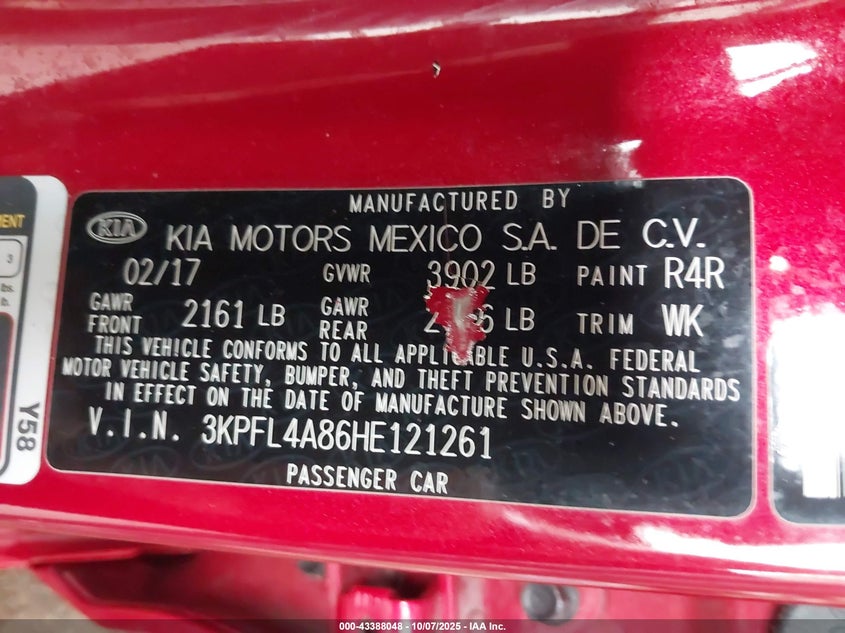 MENT
3
s.
b.
Y58
MANUFACTURED BY
KIA KIA MOTORS MEXICO S.A. DE C.V.
02/17 GVWR 3902 LB PAINT R4R
GAWR FRONT 2161 LB GAWR REAR LB TRIM WK
THIS VEHICLE CONFORMS TO ALL APPLICABLE U.S.A. FEDERAL
MOTOR VEHICLE SAFETY, BUMPER, AND THEFT PREVENTION STANDARDS
IN EFFECT ON THE DATE OF MANUFACTURE SHOWN ABOVE.
V.I.N. 3KPFL4A86HE121261
PASSENGER CAR
000-43388048 - 10/07/2025 - IAA Inc.